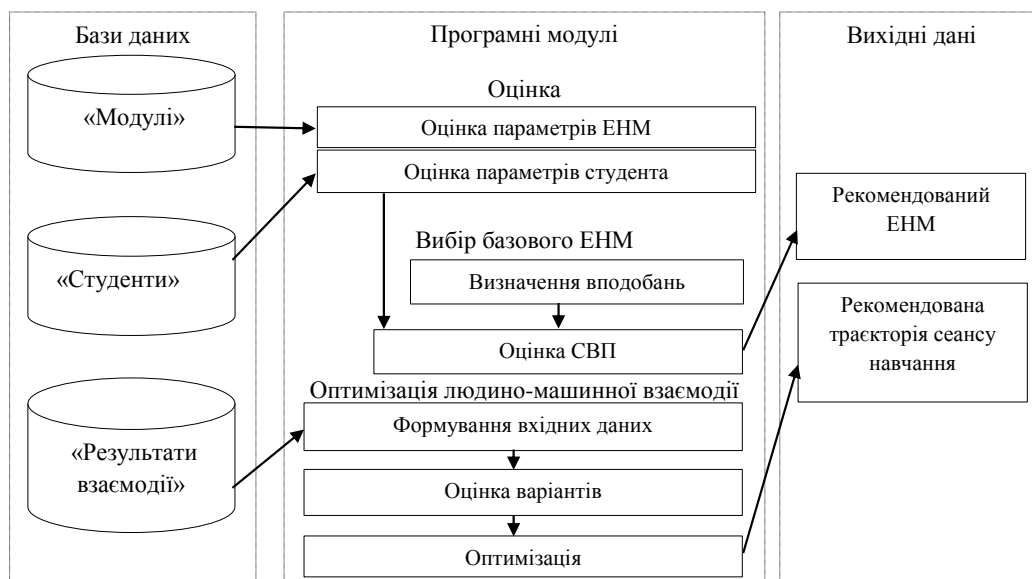 Бази даних
«Модулі»
«Студенти»
«Результати
взаємодії»
Програмні модулі
Оцінка
Оцінка параметрів ЕНМ
Оцінка параметрів студента
Вибір базового ЕНМ
Визначення вподобань
Оцінка СВП
Оптимізація людино-машинної взаємодії
Формування вхідних даних
Оцінка варіантів
Оптимізація
Вихідні дані
Рекомендований
ЕНМ
Рекомендована
траєкторія сеансу
навчання